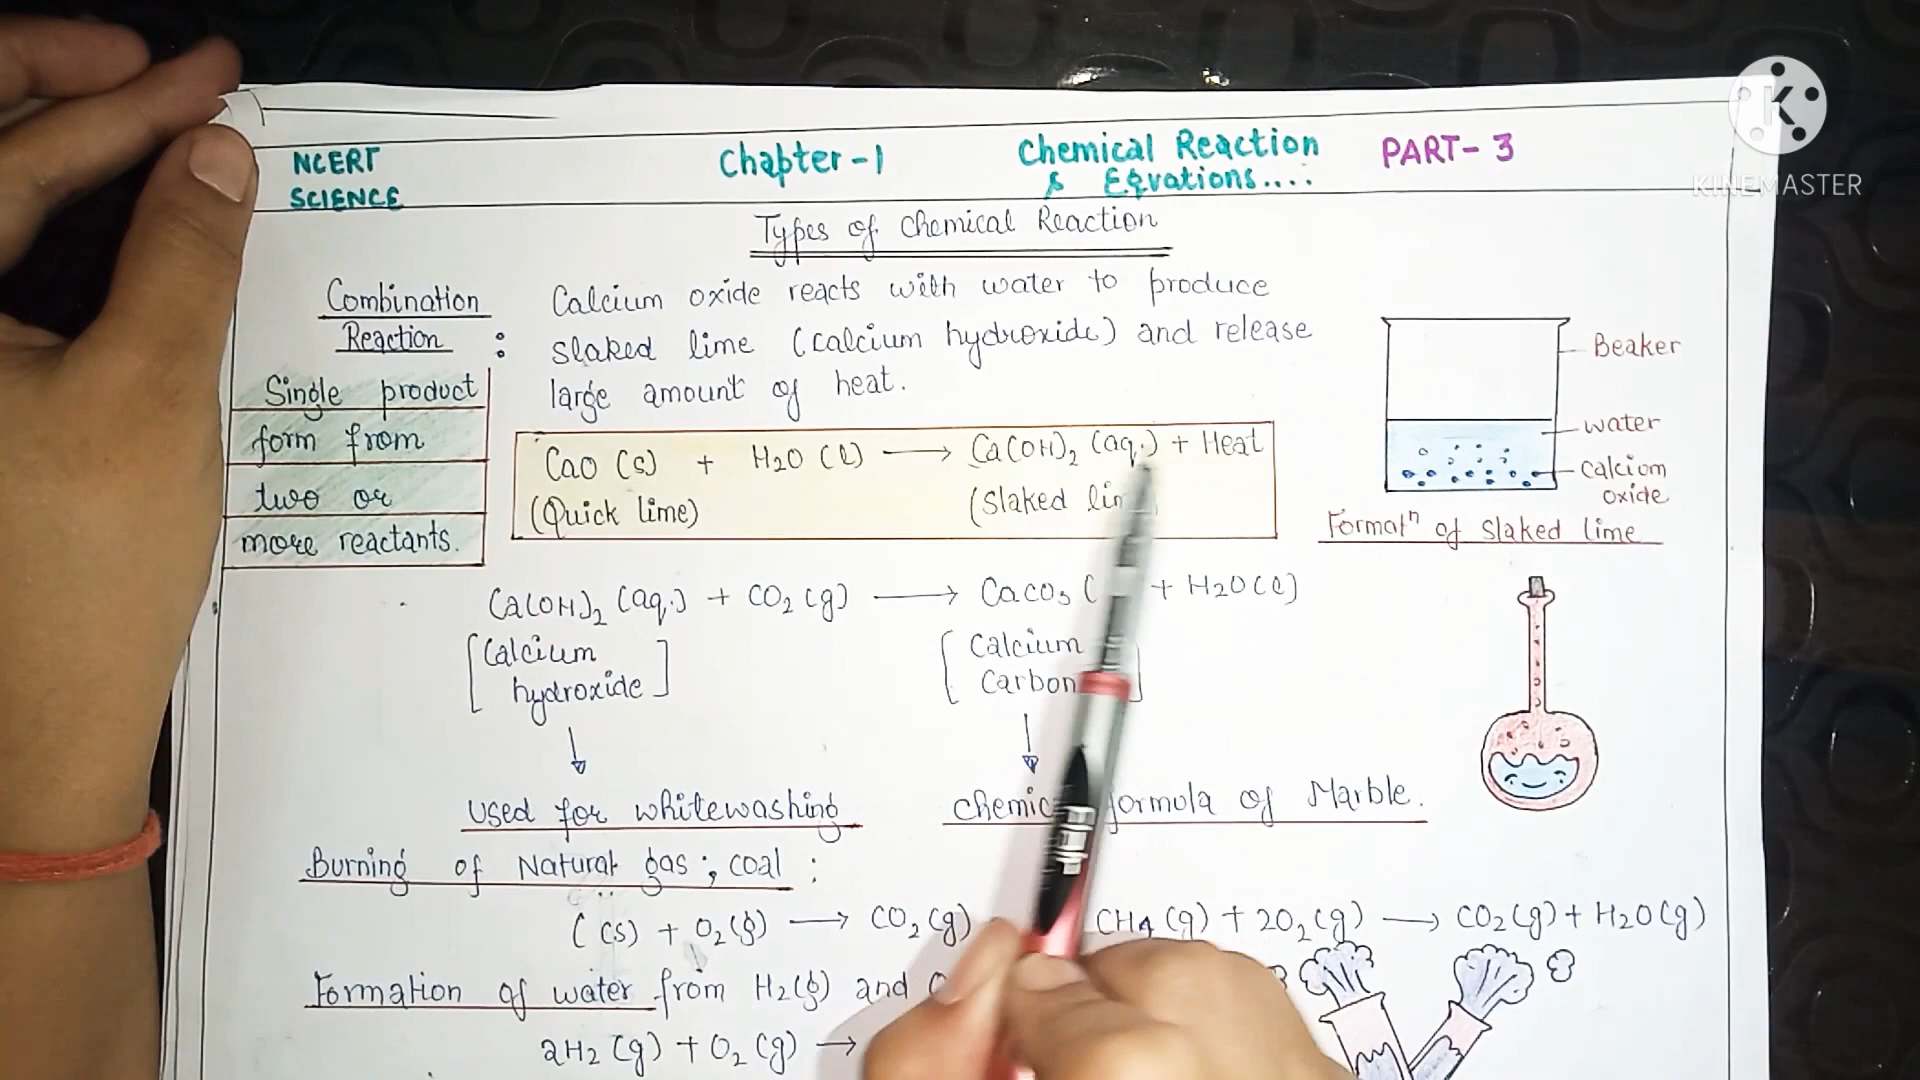 NCERT SCIENCE
Chapter-1
Chemical Reaction & Equations....
PART-3
KINEMASTER
Types of Chemical Reaction
Combination Reaction :
Calcium oxide reacts with water to produce
slaked lime (calcium hydroxide) and release
large amount of heat.
Single product
form from
two or
more reactants.
CaO (s) + H2O (l) → Ca(OH)2 (aq.) + Heat
(Quick lime)
(Slaked
Beaker
water
Calcium oxide
Formatⁿ of slaked lime
Ca(OH)2 (aq.) + CO2 (g) → CaCO3 ( + H2O (l)
[Calcium hydroxide]
[Calcium Carbon ]
Used for whitewashing
formula of Marble.
Burning of Natural gas ; coal :
C (s) + O2 (g) → CO2 (g)
CH4 (g) + 2O2 (g) → CO2 (g) + H2O (g)
Formation of water from H2(g) and
2H2 (g) + O2 (g) →